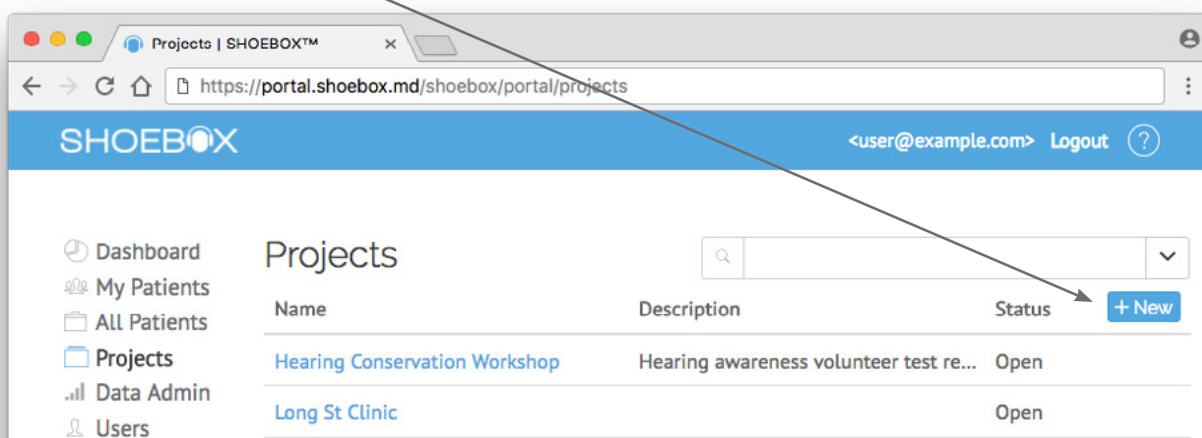 Projects | SHOEBOX™
https://portal.shoebox.md/shoebox/portal/projects
SHOEBOX
<user@example.com> Logout ?
Dashboard
My Patients
All Patients
Projects
Data Admin
Users
Projects
Name Description Status + New
Hearing Conservation Workshop Hearing awareness volunteer test re... Open
Long St Clinic Open